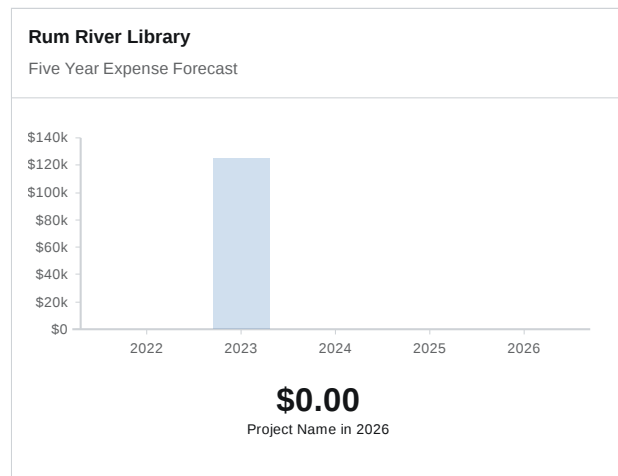 Rum River Library
Five Year Expense Forecast
$140k
$120k
$100k
$80k
$60k
$40k
$20k
$0
2022 2023 2024 2025 2026
$0.00
Project Name in 2026